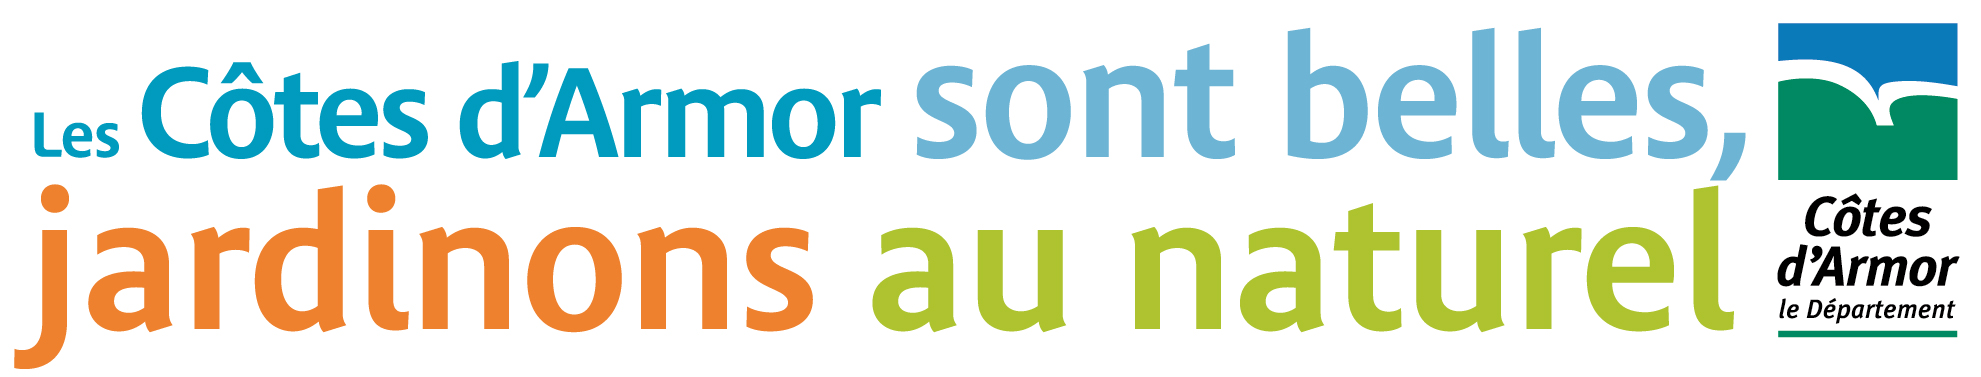 Les Côtes d’Armor sont belles,
jardinons au naturel
Côtes
d’Armor
le Département